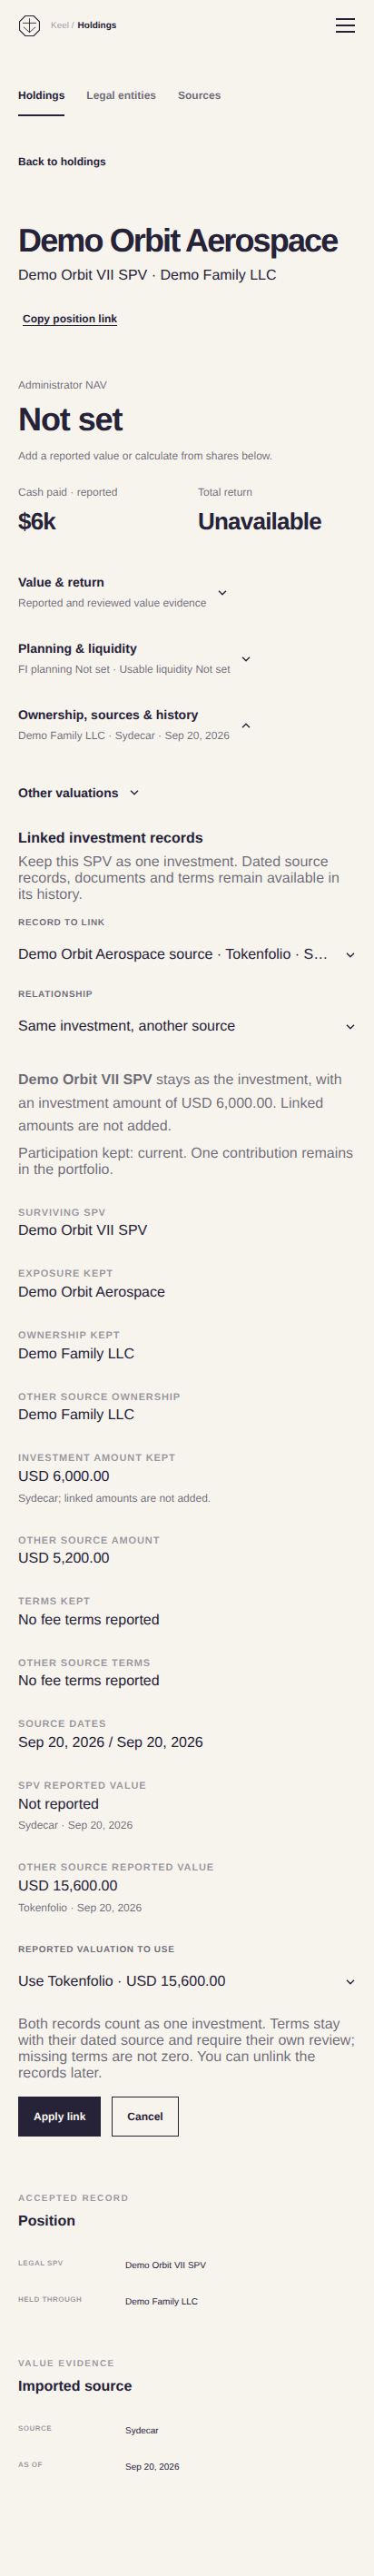 Keel / Holdings
Holdings Legal entities Sources
Back to holdings
Demo Orbit Aerospace
Demo Orbit VII SPV · Demo Family LLC
Copy position link
Administrator NAV
Not set
Add a reported value or calculate from shares below.
Cash paid · reported Total return
$6k Unavailable
Value & return
Reported and reviewed value evidence
Planning & liquidity
FI planning Not set · Usable liquidity Not set
Ownership, sources & history
Demo Family LLC · Sydecar · Sep 20, 2026
Other valuations
Linked investment records
Keep this SPV as one investment. Dated source
records, documents and terms remain available in
its history.
RECORD TO LINK
Demo Orbit Aerospace source · Tokenfolio · S…
RELATIONSHIP
Same investment, another source
Demo Orbit VII SPV stays as the investment, with
an investment amount of USD 6,000.00. Linked
amounts are not added.
Participation kept: current. One contribution remains
in the portfolio.
SURVIVING SPV
Demo Orbit VII SPV
EXPOSURE KEPT
Demo Orbit Aerospace
OWNERSHIP KEPT
Demo Family LLC
OTHER SOURCE OWNERSHIP
Demo Family LLC
INVESTMENT AMOUNT KEPT
USD 6,000.00
Sydecar; linked amounts are not added.
OTHER SOURCE AMOUNT
USD 5,200.00
TERMS KEPT
No fee terms reported
OTHER SOURCE TERMS
No fee terms reported
SOURCE DATES
Sep 20, 2026 / Sep 20, 2026
SPV REPORTED VALUE
Not reported
Sydecar · Sep 20, 2026
OTHER SOURCE REPORTED VALUE
USD 15,600.00
Tokenfolio · Sep 20, 2026
REPORTED VALUATION TO USE
Use Tokenfolio · USD 15,600.00
Both records count as one investment. Terms stay
with their dated source and require their own review;
missing terms are not zero. You can unlink the
records later.
Apply link Cancel
ACCEPTED RECORD
Position
LEGAL SPV Demo Orbit VII SPV
HELD THROUGH Demo Family LLC
VALUE EVIDENCE
Imported source
SOURCE Sydecar
AS OF Sep 20, 2026